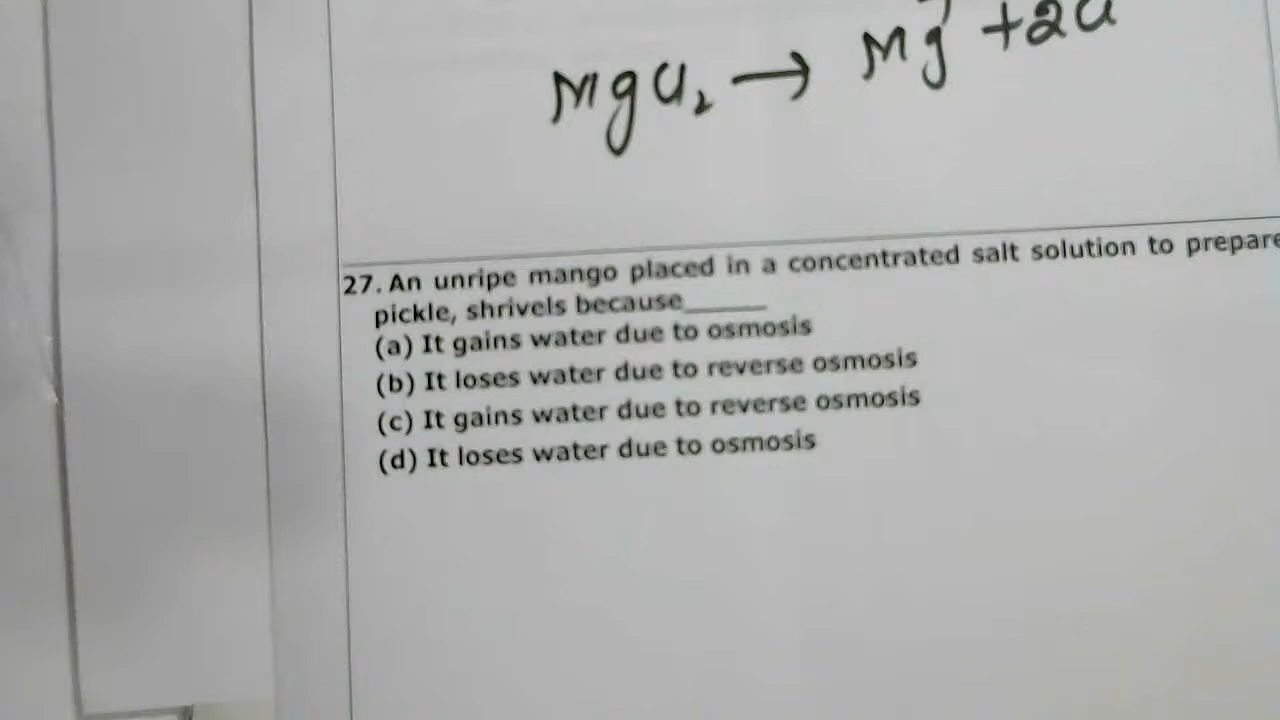 MgCl₂ → Mg +2Cl
27. An unripe mango placed in a concentrated salt solution to prepare
pickle, shrivels because______
(a) It gains water due to osmosis
(b) It loses water due to reverse osmosis
(c) It gains water due to reverse osmosis
(d) It loses water due to osmosis